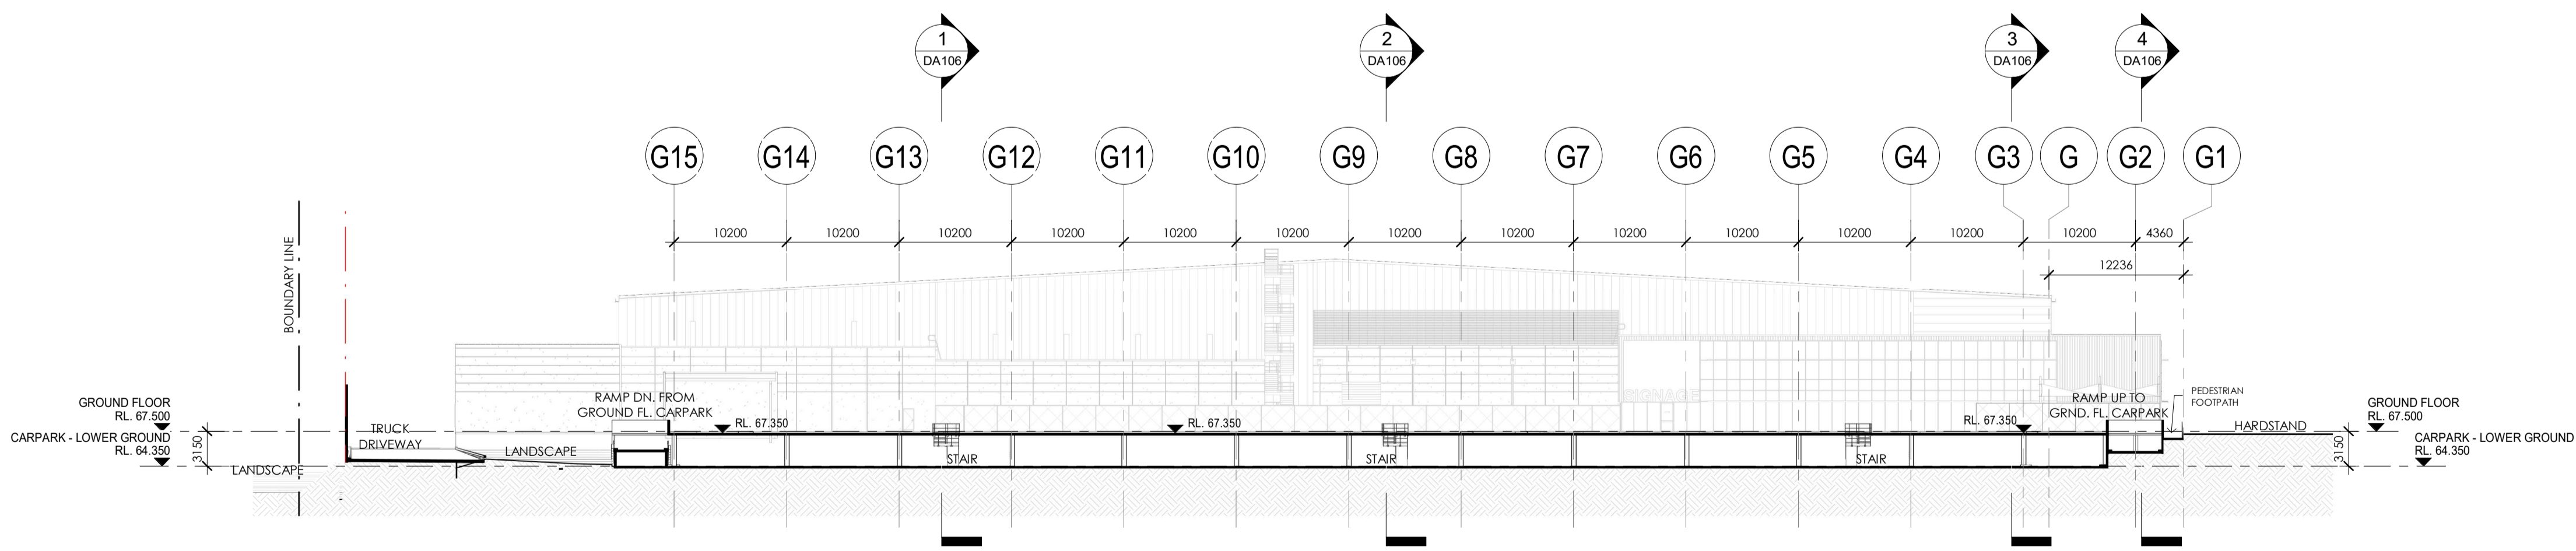 1
DA106
2
DA106
3
DA106
4
DA106
G15
G14
G13
G12
G11
G10
G9
G8
G7
G6
G5
G4
G3
G
G2
G1
10200
10200
10200
10200
10200
10200
10200
10200
10200
10200
10200
10200
10200
4360
12236
BOUNDARY LINE
SIGNAGE
GROUND FLOOR
RL. 67.500
CARPARK - LOWER GROUND
RL. 64.350
3150
LANDSCAPE
TRUCK
DRIVEWAY
LANDSCAPE
RAMP DN. FROM
GROUND FL. CARPARK
RL. 67.350
RL. 67.350
RL. 67.350
STAIR
STAIR
STAIR
RAMP UP TO
GRND. FL. CARPARK
PEDESTRIAN
FOOTPATH
HARDSTAND
3150
GROUND FLOOR
RL. 67.500
CARPARK - LOWER GROUND
RL. 64.350